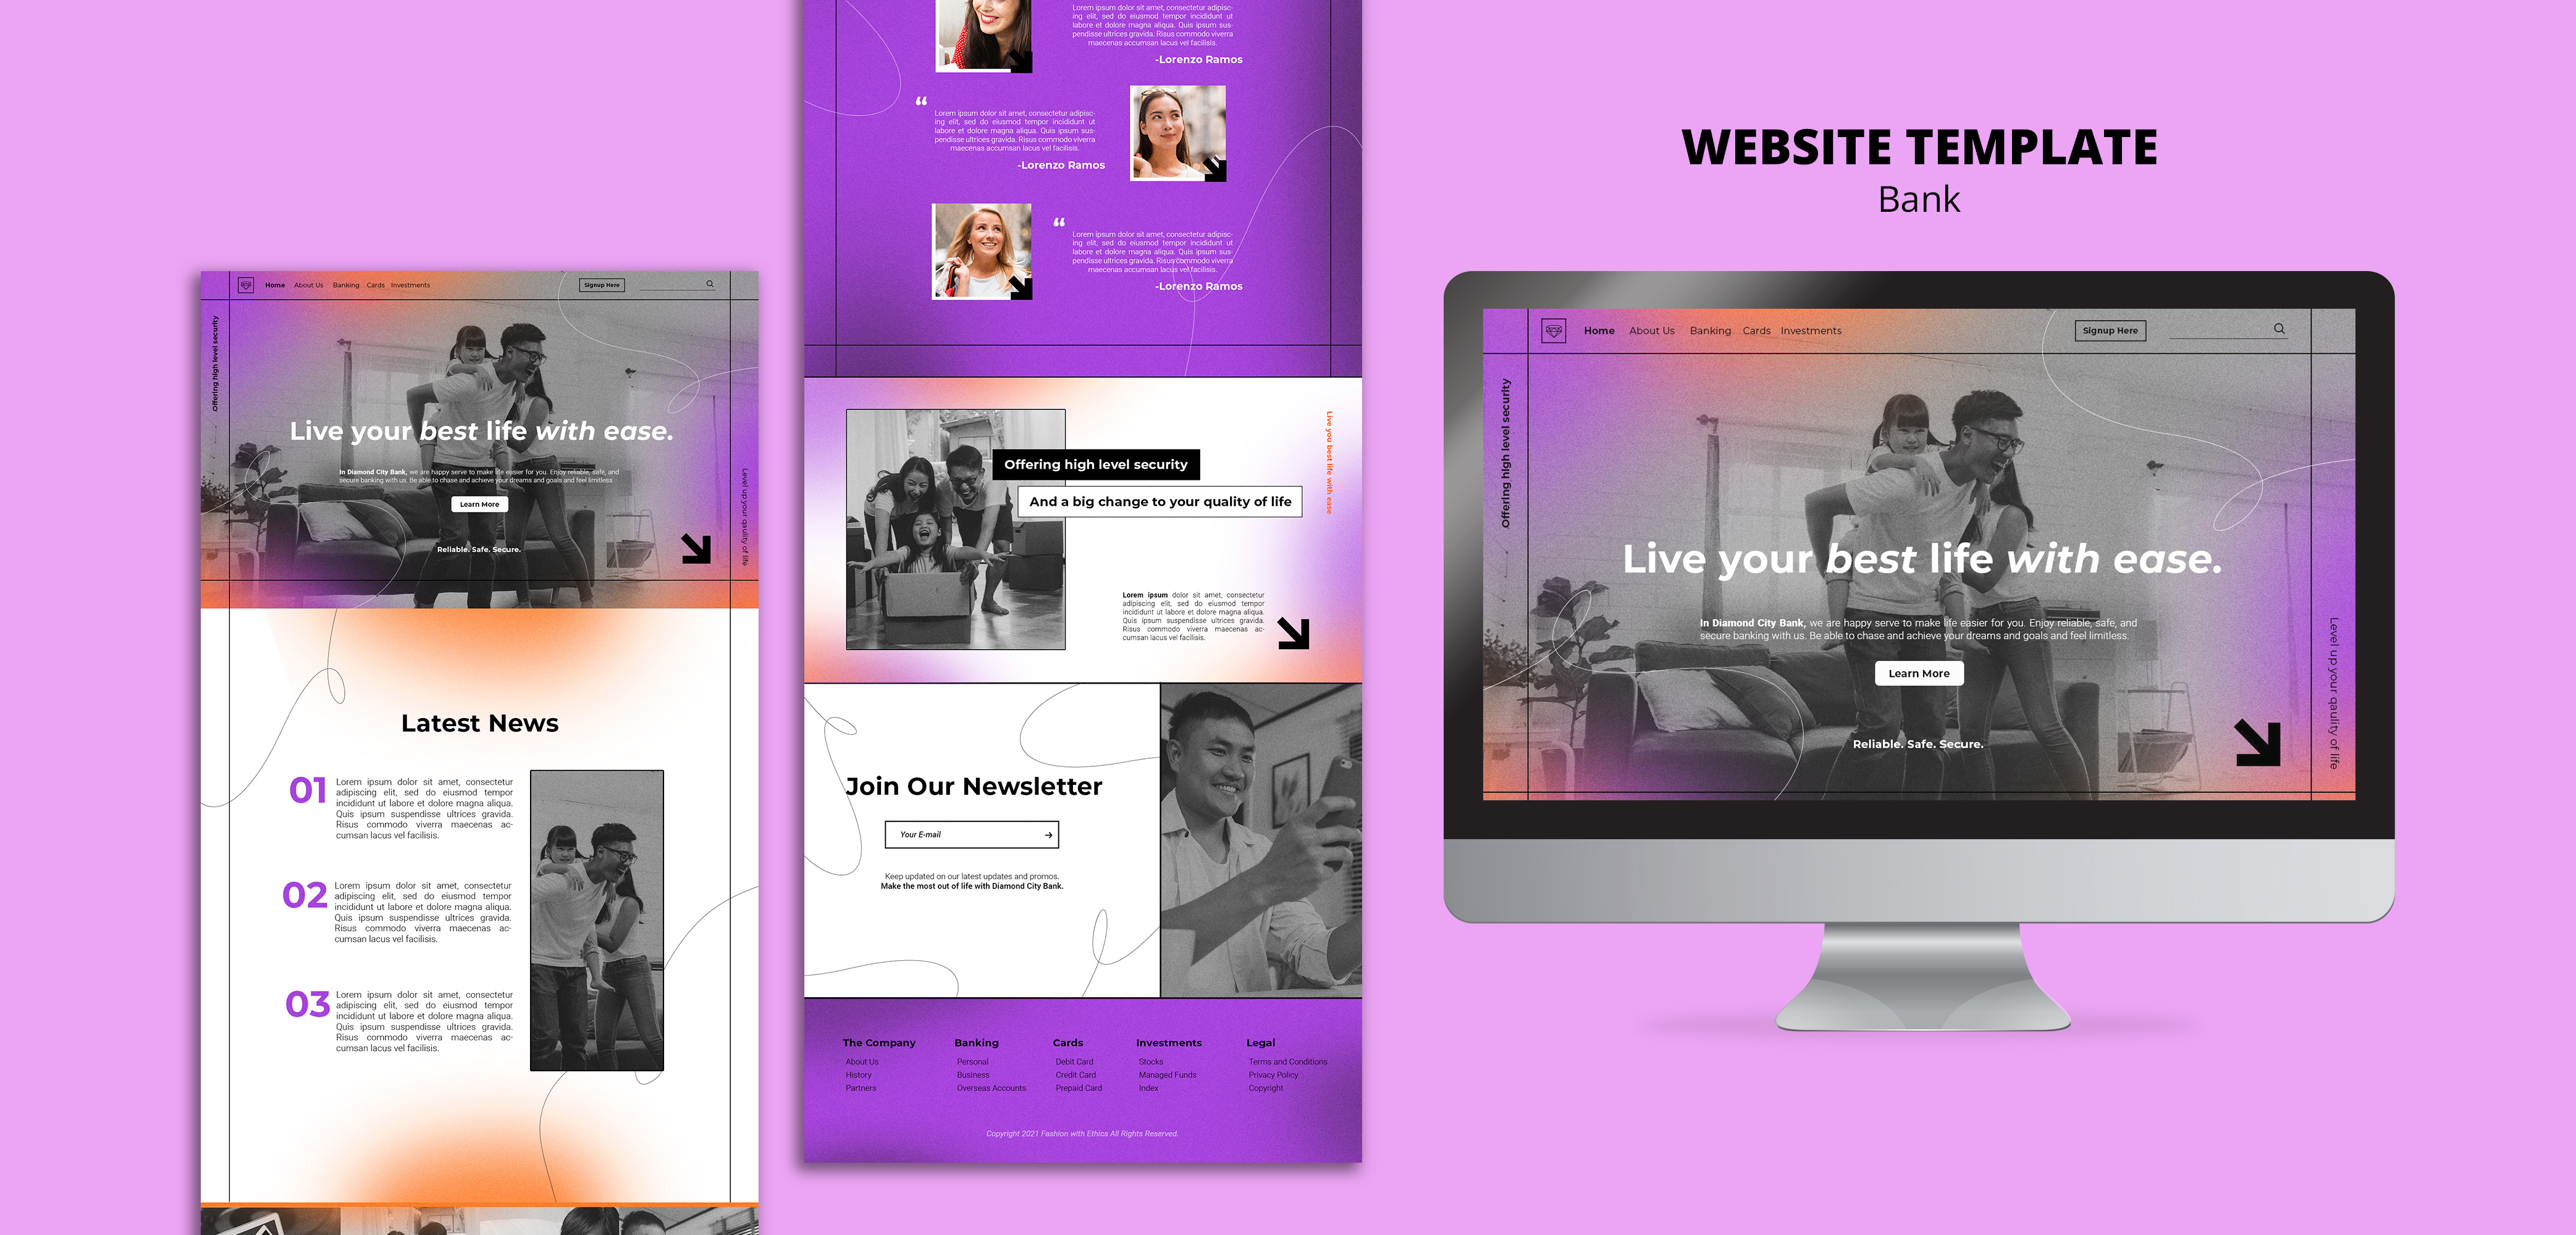 Home About Us Banking Cards Investments Signup Here
Offering high level security
Live your best life with ease.
In Diamond City Bank, we are happy serve to make life easier for you. Enjoy reliable, safe, and
secure banking with us. Be able to chase and achieve your dreams and goals and feel limitless.
Learn More
Reliable. Safe. Secure.
Level up your qaulity of life
Latest News
01
Lorem ipsum dolor sit amet, consectetur
adipiscing elit, sed do eiusmod tempor
incididunt ut labore et dolore magna aliqua.
Quis ipsum suspendisse ultrices gravida.
Risus commodo viverra maecenas ac-
cumsan lacus vel facilisis.
02
Lorem ipsum dolor sit amet, consectetur
adipiscing elit, sed do eiusmod tempor
incididunt ut labore et dolore magna aliqua.
Quis ipsum suspendisse ultrices gravida.
Risus commodo viverra maecenas ac-
cumsan lacus vel facilisis.
03
Lorem ipsum dolor sit amet, consectetur
adipiscing elit, sed do eiusmod tempor
incididunt ut labore et dolore magna aliqua.
Quis ipsum suspendisse ultrices gravida.
Risus commodo viverra maecenas ac-
cumsan lacus vel facilisis.
Lorem ipsum dolor sit amet, consectetur adipisc-
ing elit, sed do eiusmod tempor incididunt ut
labore et dolore magna aliqua. Quis ipsum sus-
pendisse ultrices gravida. Risus commodo viverra
maecenas accumsan lacus vel facilisis.
-Lorenzo Ramos
“
Lorem ipsum dolor sit amet, consectetur adipisc-
ing elit, sed do eiusmod tempor incididunt ut
labore et dolore magna aliqua. Quis ipsum sus-
pendisse ultrices gravida. Risus commodo viverra
maecenas accumsan lacus vel facilisis.
-Lorenzo Ramos
“
Lorem ipsum dolor sit amet, consectetur adipisc-
ing elit, sed do eiusmod tempor incididunt ut
labore et dolore magna aliqua. Quis ipsum sus-
pendisse ultrices gravida. Risus commodo viverra
maecenas accumsan lacus vel facilisis.
-Lorenzo Ramos
Offering high level security
And a big change to your quality of life
Live you best life with ease
Lorem ipsum dolor sit amet, consectetur
adipiscing elit, sed do eiusmod tempor
incididunt ut labore et dolore magna aliqua.
Quis ipsum suspendisse ultrices gravida.
Risus commodo viverra maecenas ac-
cumsan lacus vel facilisis.
Join Our Newsletter
Your E-mail
Keep updated on our latest updates and promos.
Make the most out of life with Diamond City Bank.
The Company Banking Cards Investments Legal
About Us Personal Debit Card Stocks Terms and Conditions
History Business Credit Card Managed Funds Privacy Policy
Partners Overseas Accounts Prepaid Card Index Copyright
Copyright 2021 Fashion with Ethics All Rights Reserved.
WEBSITE TEMPLATE
Bank
Home About Us Banking Cards Investments Signup Here
Offering high level security
Live your best life with ease.
In Diamond City Bank, we are happy serve to make life easier for you. Enjoy reliable, safe, and
secure banking with us. Be able to chase and achieve your dreams and goals and feel limitless.
Learn More
Reliable. Safe. Secure.
Level up your qaulity of life